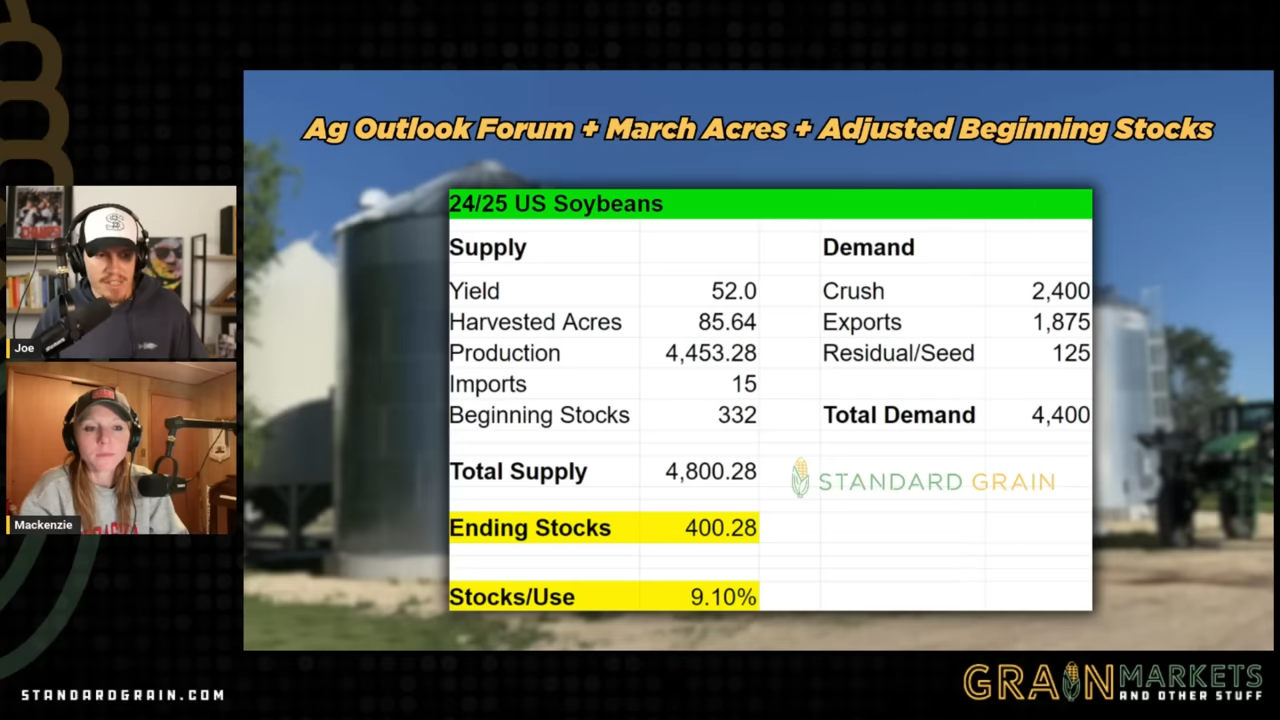 Ag Outlook Forum + March Acres + Adjusted Beginning Stocks
24/25 US Soybeans
Supply Demand
Yield 52.0 Crush 2,400
Harvested Acres 85.64 Exports 1,875
Production 4,453.28 Residual/Seed 125
Imports 15
Beginning Stocks 332 Total Demand 4,400
Total Supply 4,800.28
STANDARD GRAIN
Ending Stocks 400.28
Stocks/Use 9.10%
Joe
Mackenzie
STANDARDGRAIN.COM
GRAIN MARKETS
AND OTHER STUFF